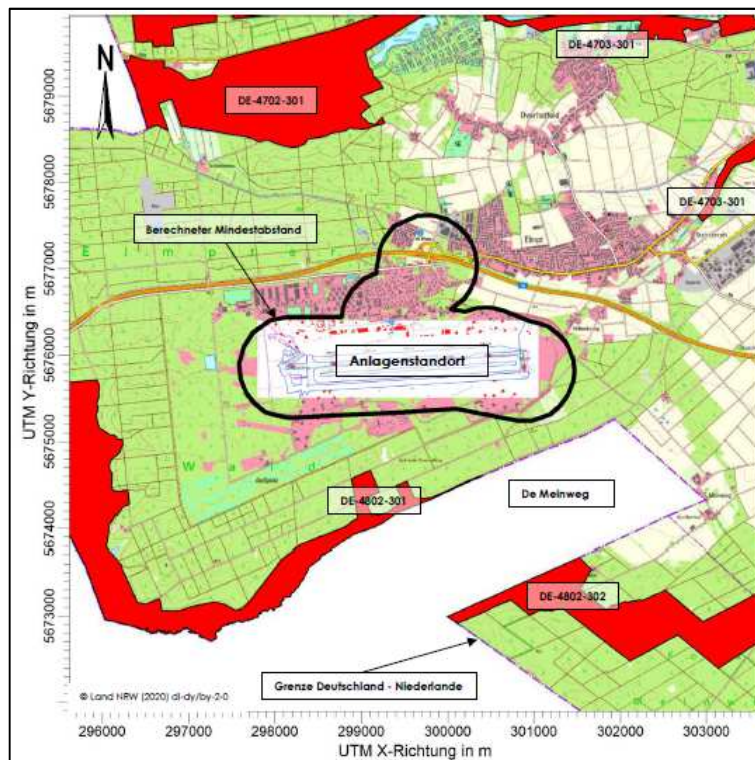 DE-4703-301
N
DE-4702-301
Overhetfeld
DE-4703-301
Berechneter Mindestabstand
E l m p
Elmpt
Anlagenstandort
W a l d
DE-4802-301
De Meinweg
DE-4802-302
Grenze Deutschland - Niederlande
© Land NRW (2020) dl-dy/by-2-0
5679000
5678000
5677000
5676000
5675000
5674000
5673000
UTM Y-Richtung in m
296000 297000 298000 299000 300000 301000 302000 303000
UTM X-Richtung in m